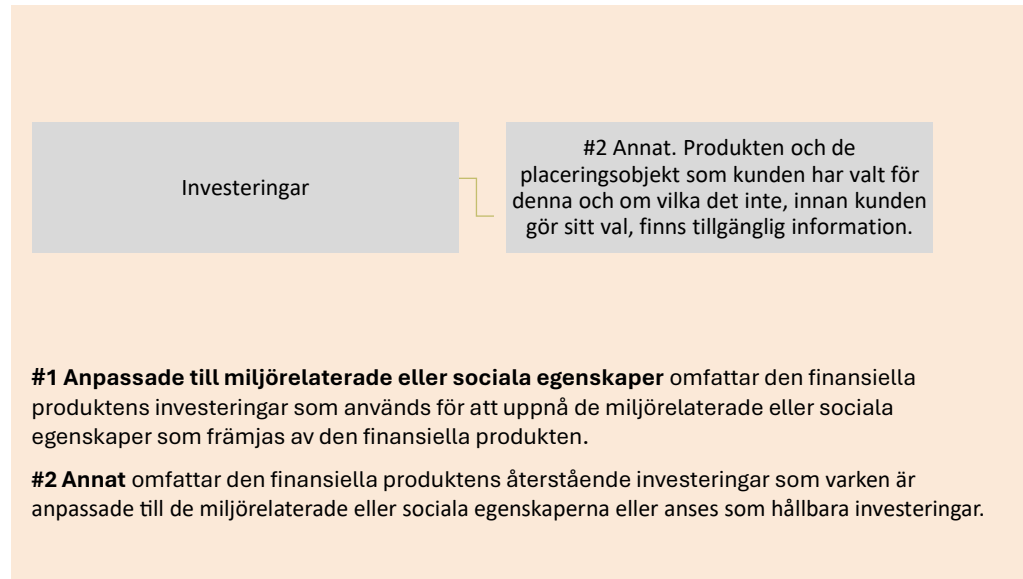 Investeringar
#2 Annat. Produkten och de
placeringsobjekt som kunden har valt för
denna och om vilka det inte, innan kunden
gör sitt val, finns tillgänglig information.
#1 Anpassade till miljörelaterade eller sociala egenskaper omfattar den finansiella
produktens investeringar som används för att uppnå de miljörelaterade eller sociala
egenskaper som främjas av den finansiella produkten.
#2 Annat omfattar den finansiella produktens återstående investeringar som varken är
anpassade till de miljörelaterade eller sociala egenskaperna eller anses som hållbara investeringar.